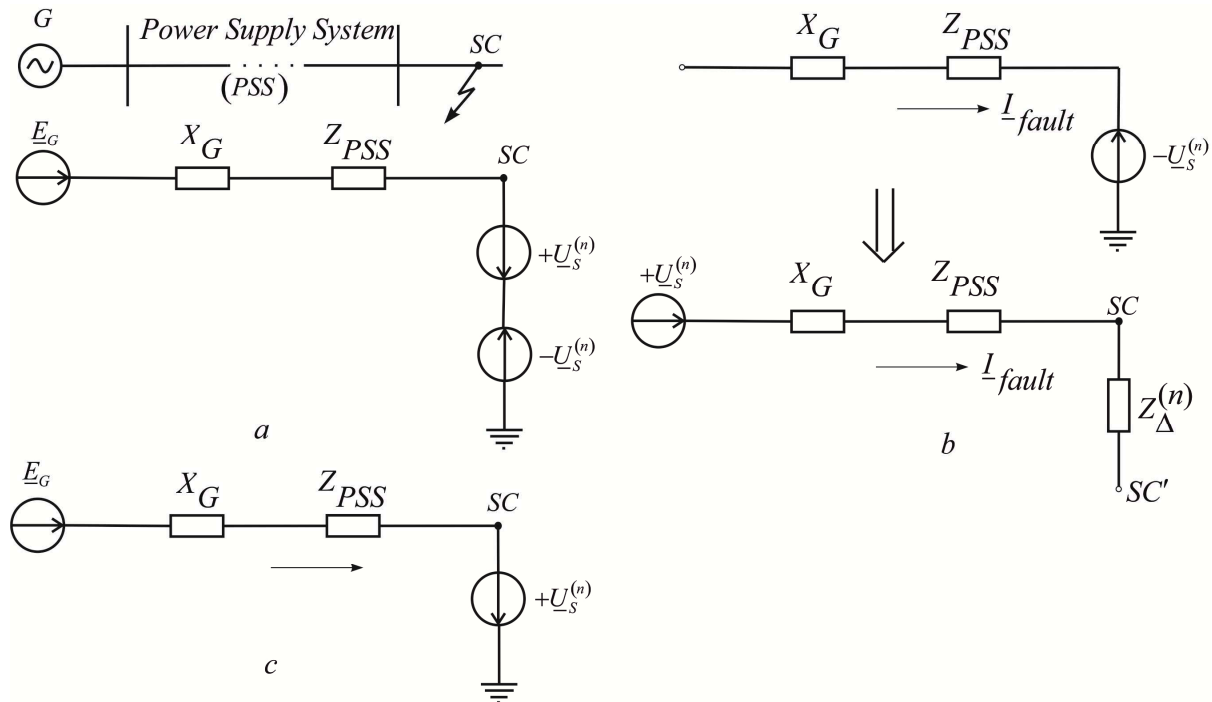 G
Power Supply System
(PSS)
SC
E_G
X_G
Z_PSS
SC
+U_S^(n)
−U_S^(n)
a
X_G
Z_PSS
I_fault
−U_S^(n)
+U_S^(n)
X_G
Z_PSS
SC
I_fault
Z_Δ^(n)
SC′
b
E_G
X_G
Z_PSS
SC
+U_S^(n)
c